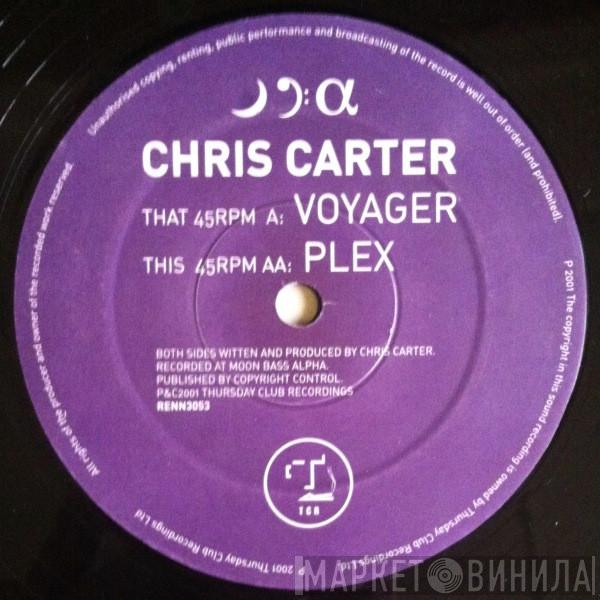 Unauthorised copying, renting, public performance and broadcasting of the record is well out of order (and prohibited).
All rights of the producer and owner of the recorded work reserved.
P 2001 The copyright in this sound recording is owned by Thursday Club Recordings Ltd
P 2001 Thursday Club Recordings Ltd
α
CHRIS CARTER
THAT 45RPM A: VOYAGER
THIS 45RPM AA: PLEX
BOTH SIDES WITTEN AND PRODUCED BY CHRIS CARTER.
RECORDED AT MOON BASS ALPHA.
PUBLISHED BY COPYRIGHT CONTROL.
P&C2001 THURSDAY CLUB RECORDINGS
RENN3053
МАРКЕТ ВИНИЛА